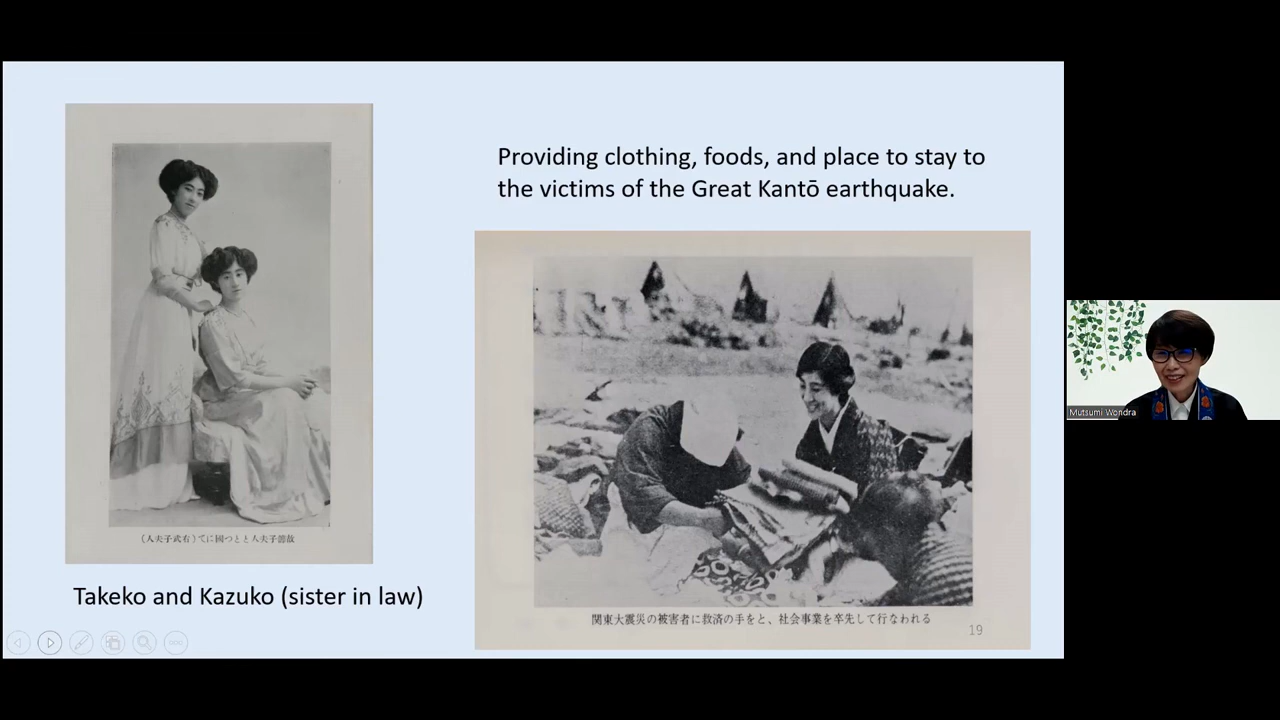 Providing clothing, foods, and place to stay to
the victims of the Great Kantō earthquake.
Takeko and Kazuko (sister in law)
関東大震災の被害者に救済の手をと、社会事業を卒先して行なわれる
19
Mutsumi Wondra